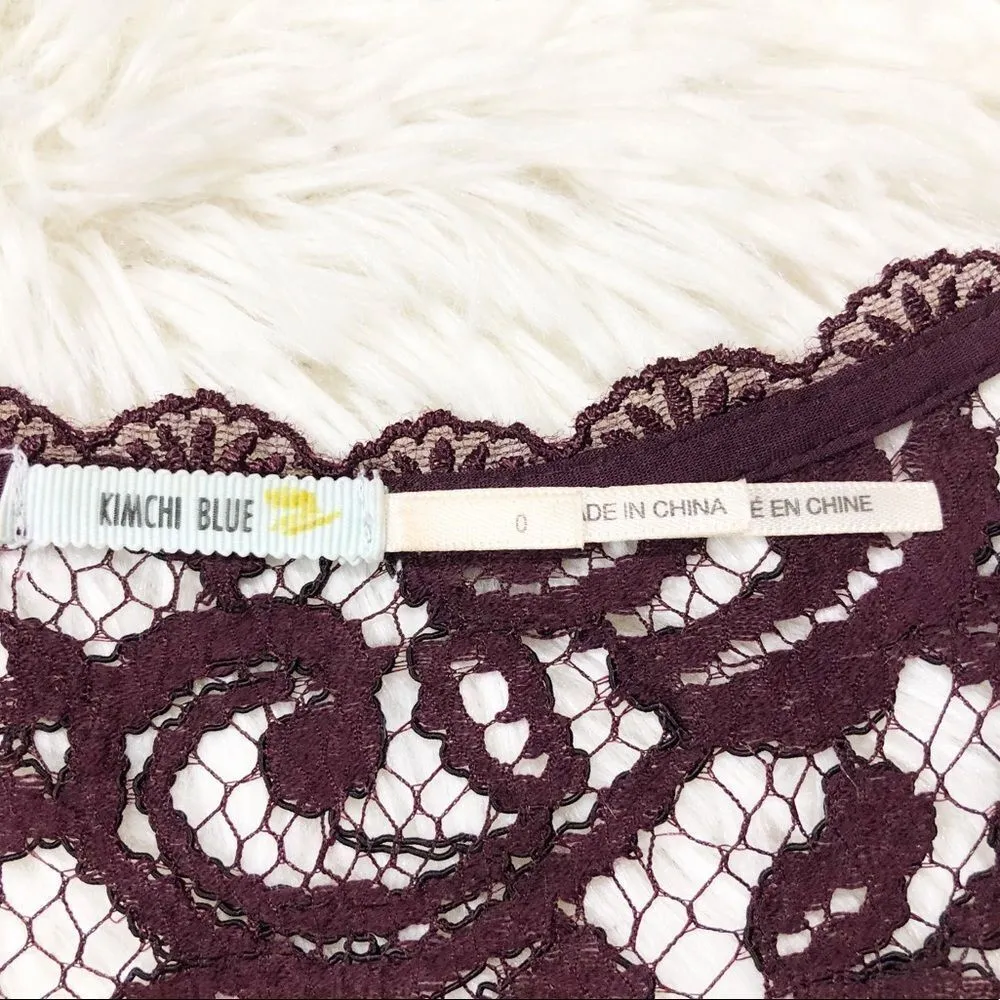 KIMCHI BLUE
0
ADE IN CHINA
É EN CHINE